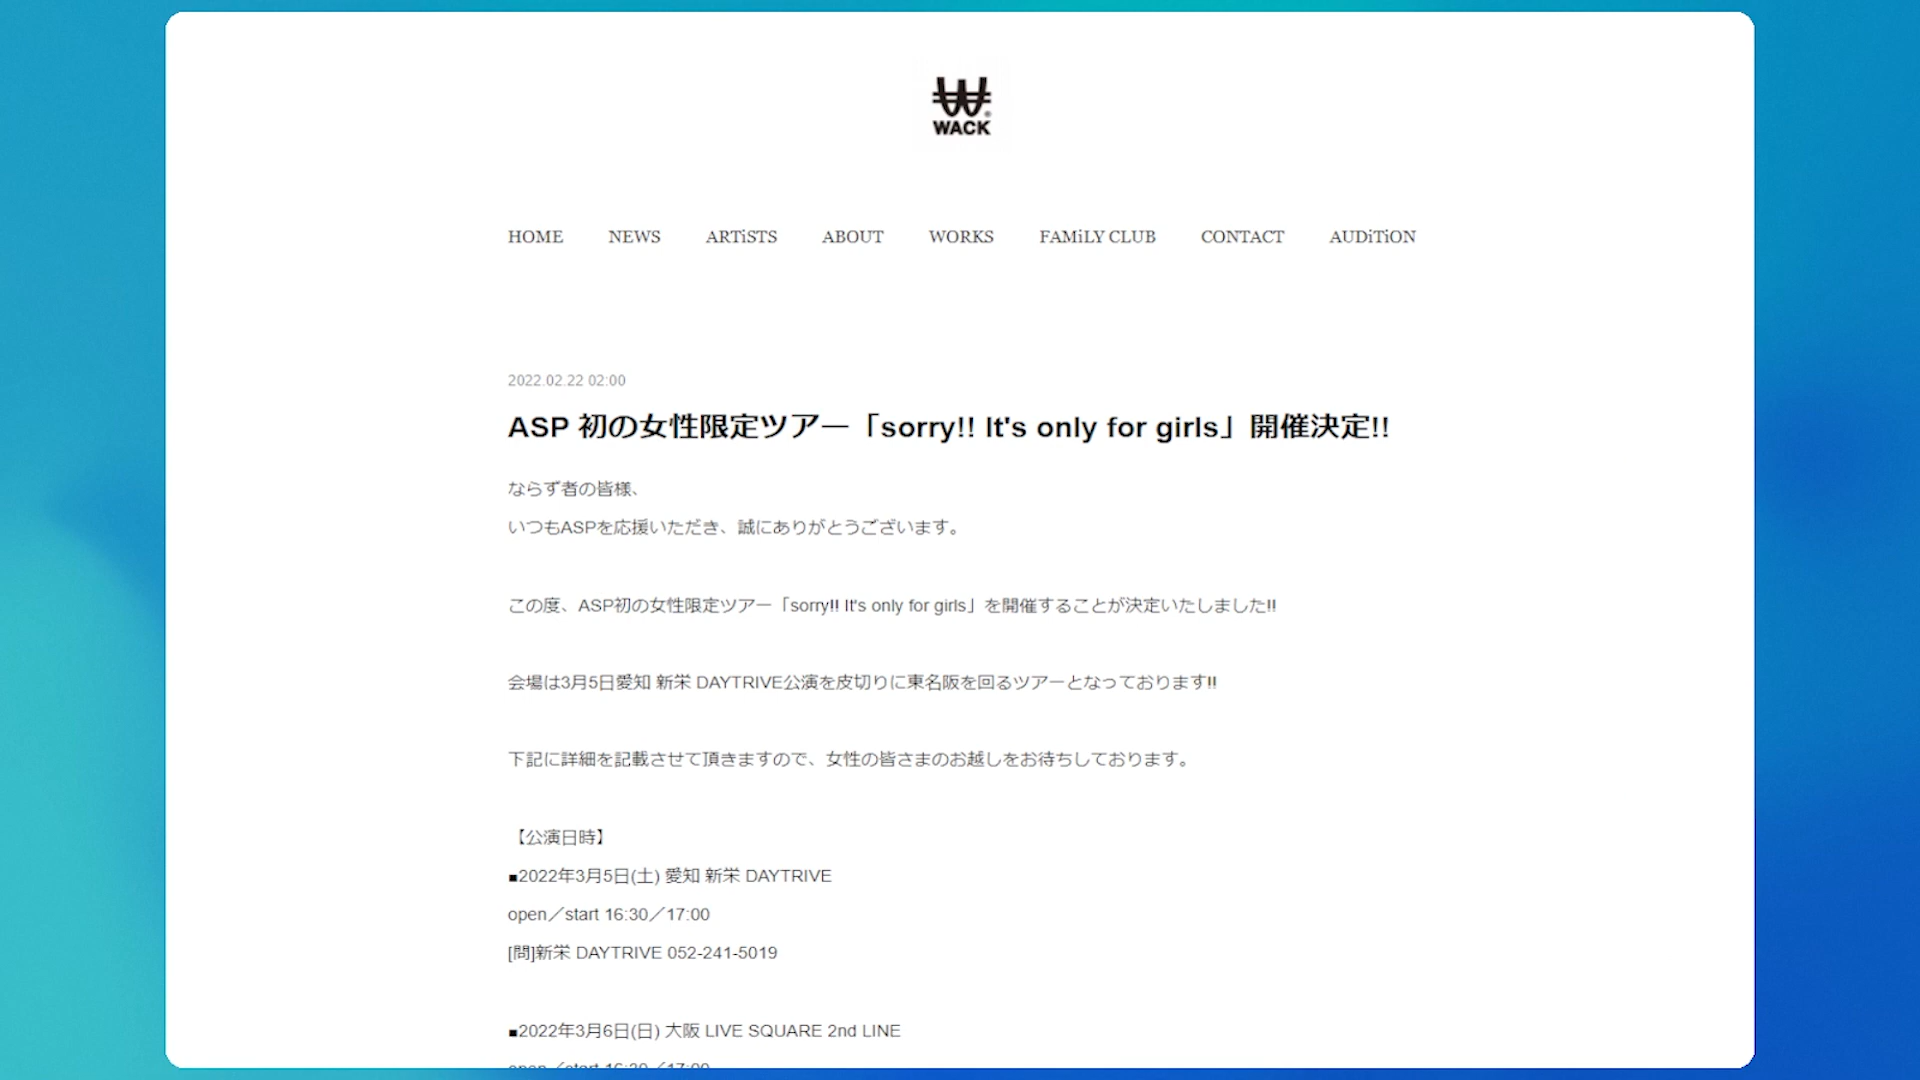 WACK
HOME NEWS ARTiSTS ABOUT WORKS FAMiLY CLUB CONTACT AUDiTiON
2022.02.22 02:00
ASP 初の女性限定ツアー「sorry!! It's only for girls」開催決定!!
ならず者の皆様、
いつもASPを応援いただき、誠にありがとうございます。
この度、ASP初の女性限定ツアー「sorry!! It's only for girls」を開催することが決定いたしました!!
会場は3月5日愛知 新栄 DAYTRIVE公演を皮切りに東名阪を回るツアーとなっております!!
下記に詳細を記載させて頂きますので、女性の皆さまのお越しをお待ちしております。
【公演日時】
■2022年3月5日(土) 愛知 新栄 DAYTRIVE
open／start 16:30／17:00
[問]新栄 DAYTRIVE 052-241-5019
■2022年3月6日(日) 大阪 LIVE SQUARE 2nd LINE
open／start 16:30／17:00